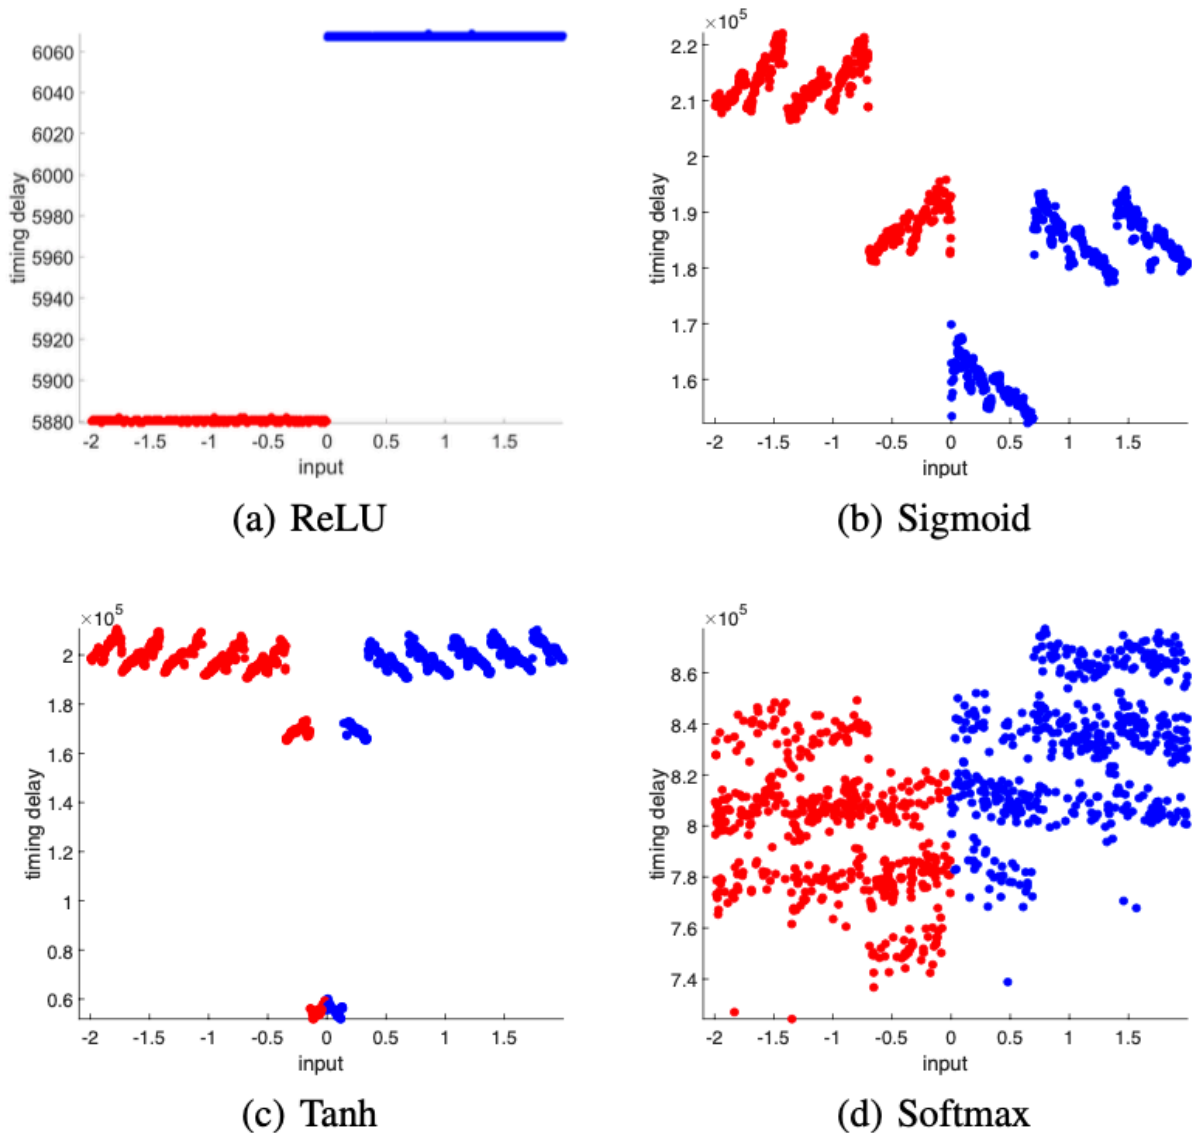 6060
6040
6020
6000
5980
5960
5940
5920
5900
5880
timing delay
-2 -1.5 -1 -0.5 0 0.5 1 1.5
input
(a) ReLU
×10^5
2.2
2.1
2
1.9
1.8
1.7
1.6
timing delay
-2 -1.5 -1 -0.5 0 0.5 1 1.5
input
(b) Sigmoid
×10^5
2
1.8
1.6
1.4
1.2
1
0.8
0.6
timing delay
-2 -1.5 -1 -0.5 0 0.5 1 1.5
input
(c) Tanh
×10^5
8.6
8.4
8.2
8
7.8
7.6
7.4
timing delay
-2 -1.5 -1 -0.5 0 0.5 1 1.5
input
(d) Softmax